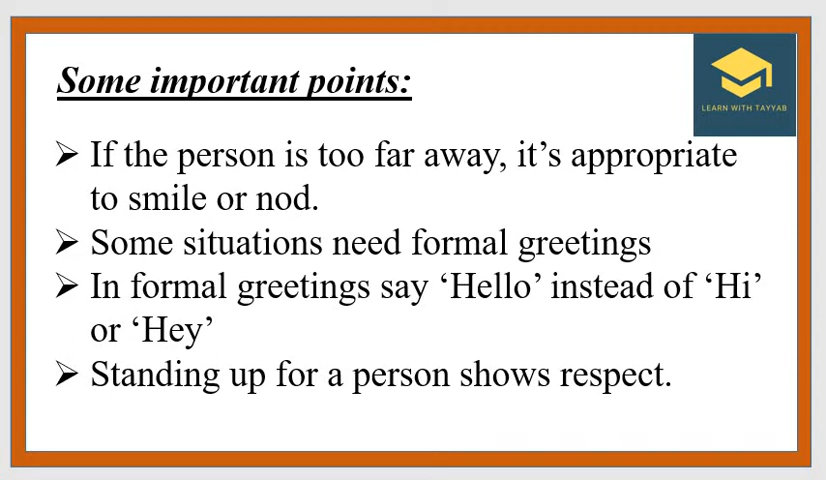 Some important points:
LEARN WITH TAYYAB
➢ If the person is too far away, it’s appropriate
to smile or nod.
➢ Some situations need formal greetings
➢ In formal greetings say ‘Hello’ instead of ‘Hi’
or ‘Hey’
➢ Standing up for a person shows respect.